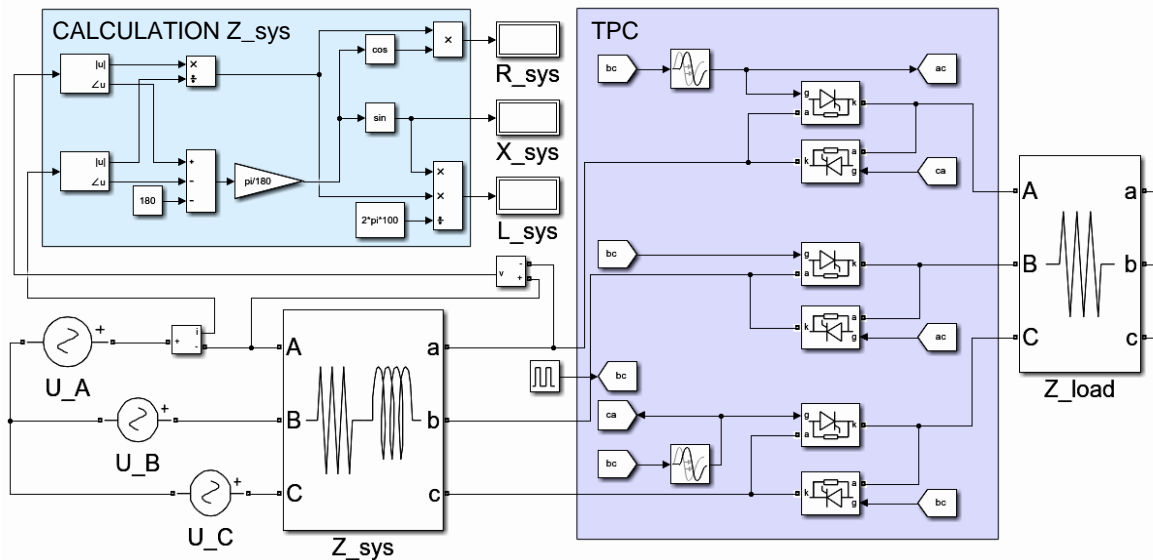 CALCULATION Z_sys
|u|
∠u
×
÷
cos
×
R_sys
sin
X_sys
|u|
∠u
+
-
-
180
pi/180
×
×
÷
2*pi*100
L_sys
TPC
bc
ac
g
a
k
k
a
g
ca
bc
g
a
k
k
a
g
ac
bc
ca
bc
g
a
k
k
a
g
bc
v
-
+
i
+
-
+
U_A
+
U_B
+
U_C
A
B
C
a
b
c
Z_sys
A
B
C
a
b
c
Z_load